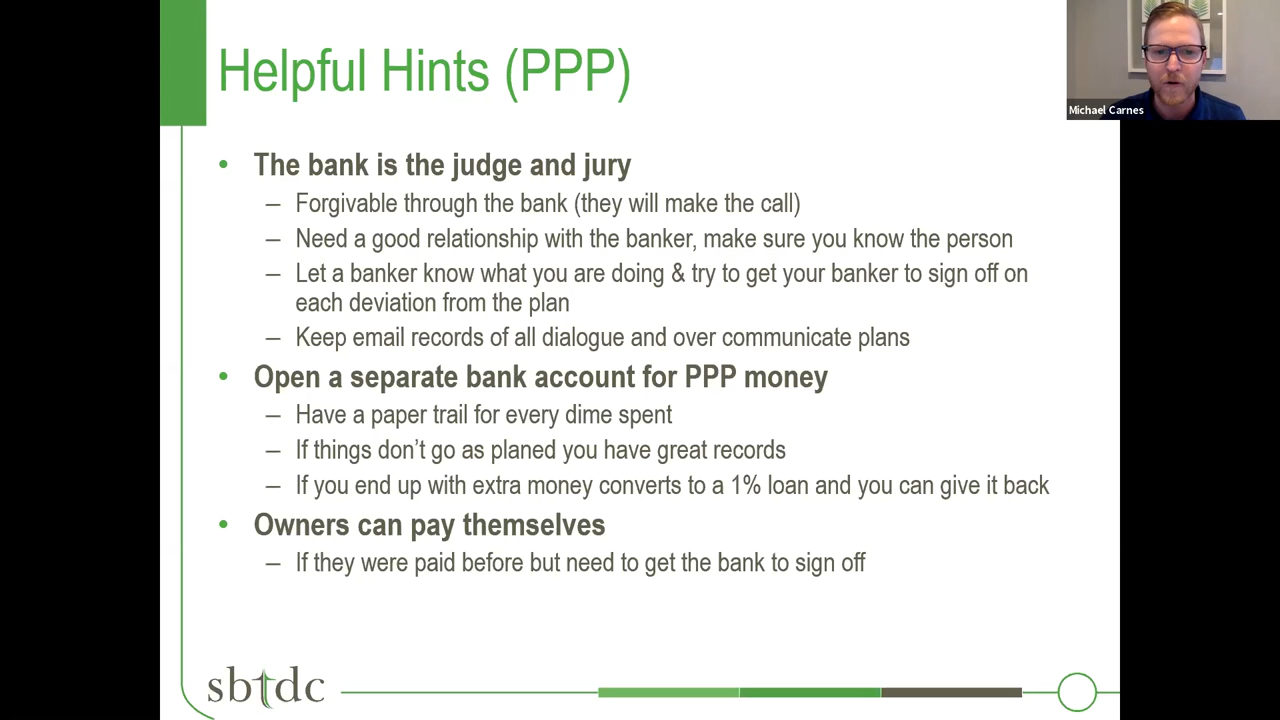 Helpful Hints (PPP)
Michael Carnes
• The bank is the judge and jury
– Forgivable through the bank (they will make the call)
– Need a good relationship with the banker, make sure you know the person
– Let a banker know what you are doing & try to get your banker to sign off on
each deviation from the plan
– Keep email records of all dialogue and over communicate plans
• Open a separate bank account for PPP money
– Have a paper trail for every dime spent
– If things don’t go as planed you have great records
– If you end up with extra money converts to a 1% loan and you can give it back
• Owners can pay themselves
– If they were paid before but need to get the bank to sign off
sbtdc